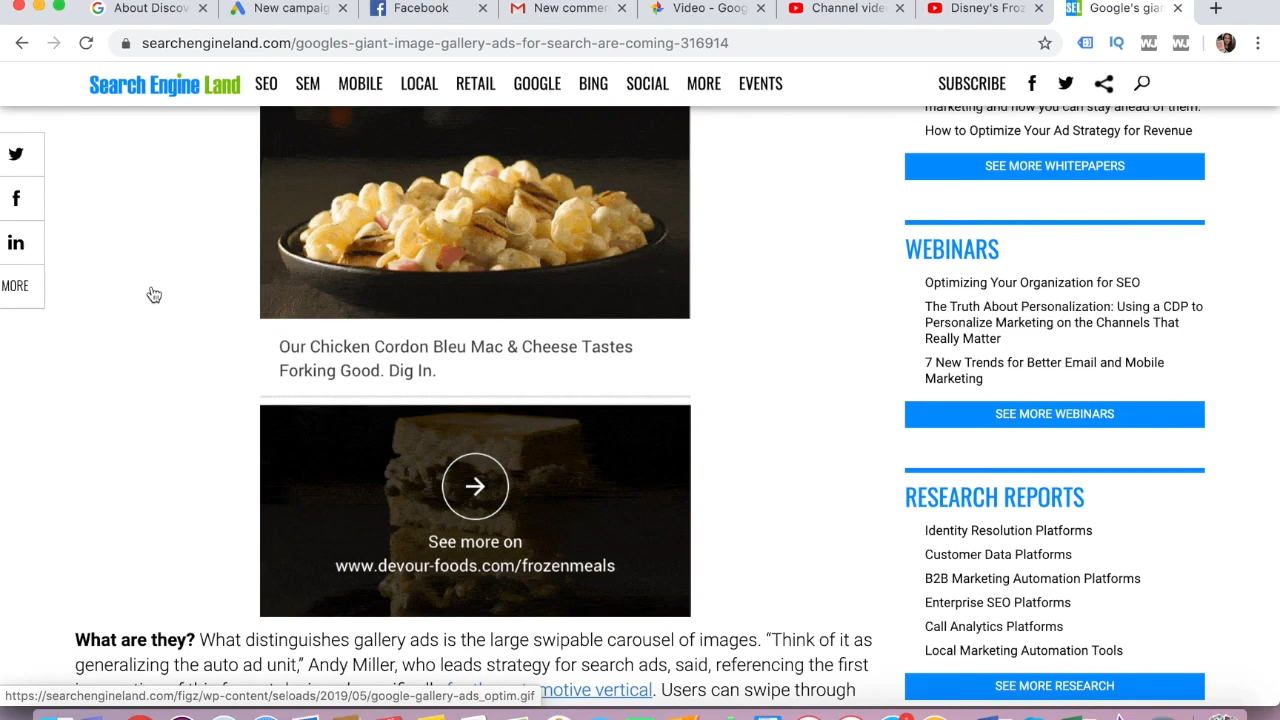 About Discov
New campaig
Facebook
New commen
Video - Goog
Channel vide
Disney's Froz
Google's gian
searchengineland.com/googles-giant-image-gallery-ads-for-search-are-coming-316914
Search Engine Land
SEO
SEM
MOBILE
LOCAL
RETAIL
GOOGLE
BING
SOCIAL
MORE
EVENTS
SUBSCRIBE
MORE
Our Chicken Cordon Bleu Mac & Cheese Tastes
Forking Good. Dig In.
See more on
www.devour-foods.com/frozenmeals
What are they? What distinguishes gallery ads is the large swipable carousel of images. “Think of it as
generalizing the auto ad unit,” Andy Miller, who leads strategy for search ads, said, referencing the first
motive vertical. Users can swipe through
https://searchengineland.com/figz/wp-content/seloads/2019/05/google-gallery-ads_optim.gif
marketing and how you can stay ahead of them.
How to Optimize Your Ad Strategy for Revenue
SEE MORE WHITEPAPERS
WEBINARS
Optimizing Your Organization for SEO
The Truth About Personalization: Using a CDP to
Personalize Marketing on the Channels That
Really Matter
7 New Trends for Better Email and Mobile
Marketing
SEE MORE WEBINARS
RESEARCH REPORTS
Identity Resolution Platforms
Customer Data Platforms
B2B Marketing Automation Platforms
Enterprise SEO Platforms
Call Analytics Platforms
Local Marketing Automation Tools
SEE MORE RESEARCH